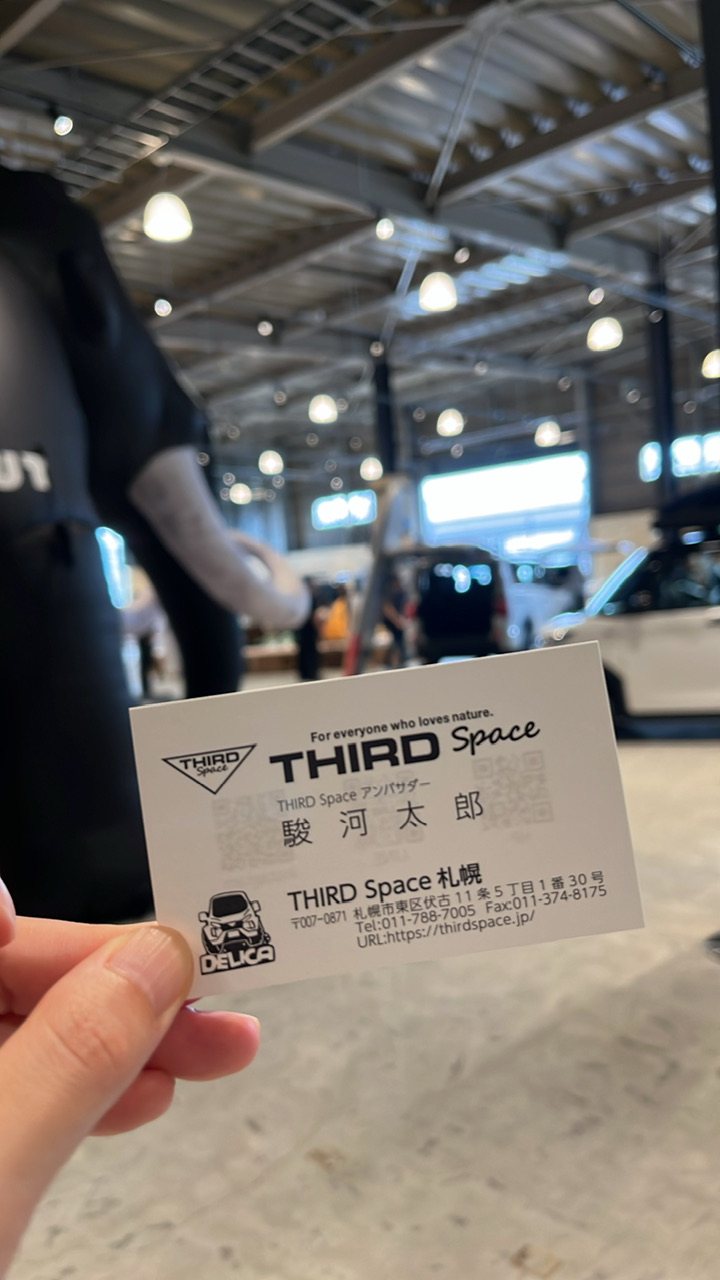 For everyone who loves nature.
THIRD Space
THIRD Space
THIRD Space アンバサダー
駿 河 太 郎
THIRD Space 札幌
〒007-0871 札幌市東区伏古 11 条 5 丁目 1 番 30 号
Tel:011-788-7005 Fax:011-374-8175
URL:https://thirdspace.jp/
DELICA